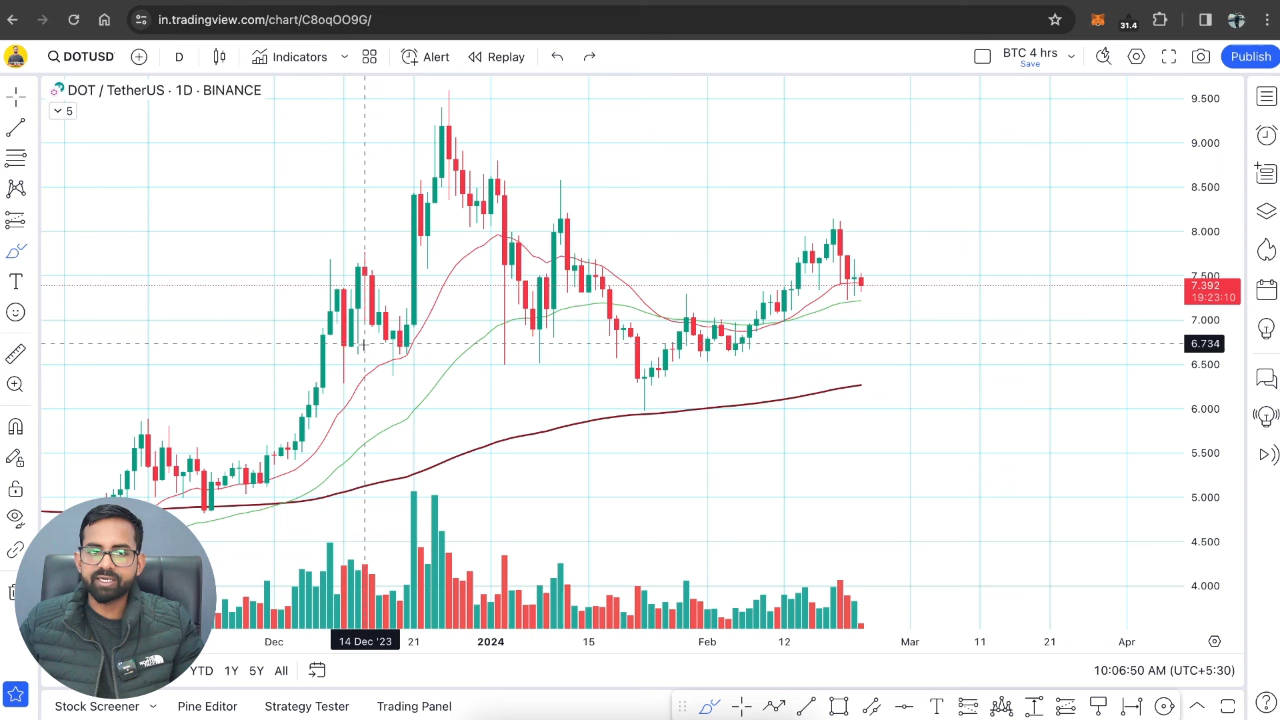 in.tradingview.com/chart/C8oqOO9G/
31.4
DOTUSD
D
Indicators
Alert
Replay
BTC 4 hrs
Save
Publish
DOT / TetherUS · 1D · BINANCE
5
9.500
9.000
8.500
8.000
7.500
7.392
19:23:10
7.000
6.734
6.500
6.000
5.500
5.000
4.500
4.000
THE NORTH FACE
Dec
14 Dec '23
21
2024
15
Feb
12
Mar
11
21
Apr
YTD
1Y
5Y
All
10:06:50 AM (UTC+5:30)
Stock Screener
Pine Editor
Strategy Tester
Trading Panel